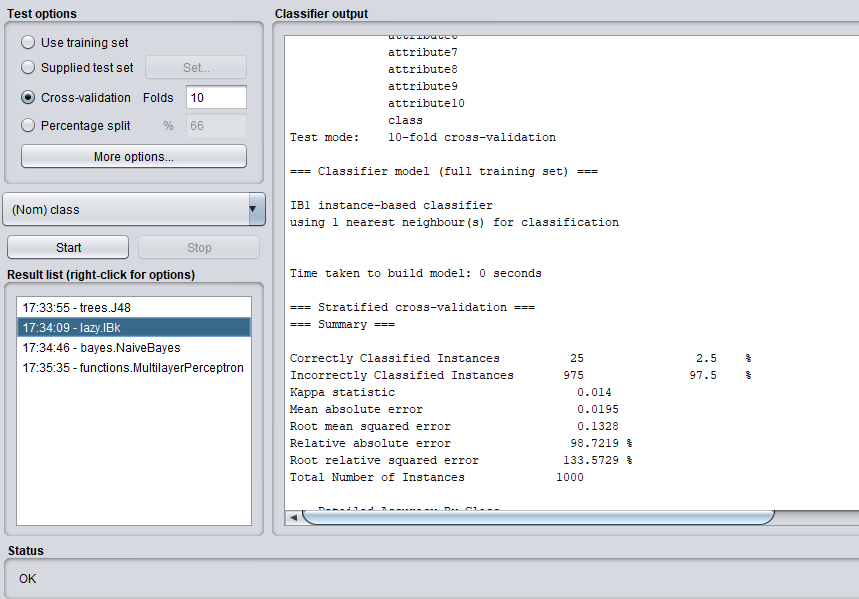 Test options
Use training set
Supplied test set Set...
Cross-validation Folds 10
Percentage split % 66
More options...
(Nom) class
Start Stop
Result list (right-click for options)
17:33:55 - trees.J48
17:34:09 - lazy.IBk
17:34:46 - bayes.NaiveBayes
17:35:35 - functions.MultilayerPerceptron
Classifier output
attribute7
attribute8
attribute9
attribute10
class
Test mode: 10-fold cross-validation
=== Classifier model (full training set) ===
IB1 instance-based classifier
using 1 nearest neighbour(s) for classification
Time taken to build model: 0 seconds
=== Stratified cross-validation ===
=== Summary ===
Correctly Classified Instances 25 2.5 %
Incorrectly Classified Instances 975 97.5 %
Kappa statistic 0.014
Mean absolute error 0.0195
Root mean squared error 0.1328
Relative absolute error 98.7219 %
Root relative squared error 133.5729 %
Total Number of Instances 1000
Detailed Accuracy By Class
Status
OK